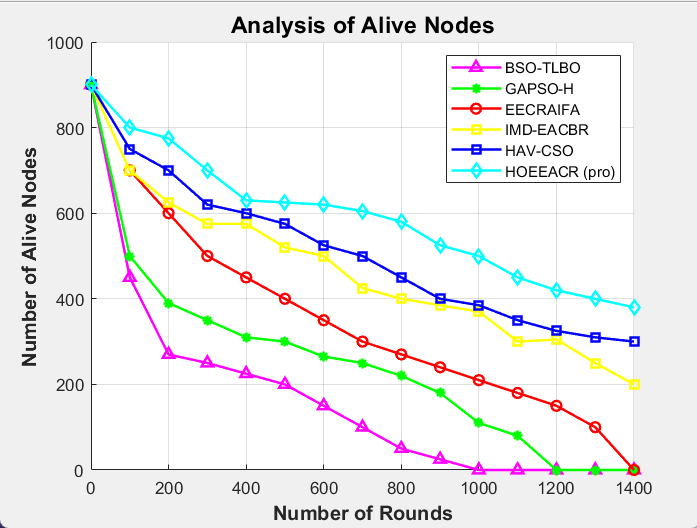 Analysis of Alive Nodes
1000
800
600
400
200
0
Number of Alive Nodes
BSO-TLBO
GAPSO-H
EECRAIFA
IMD-EACBR
HAV-CSO
HOEEACR (pro)
0 200 400 600 800 1000 1200 1400
Number of Rounds